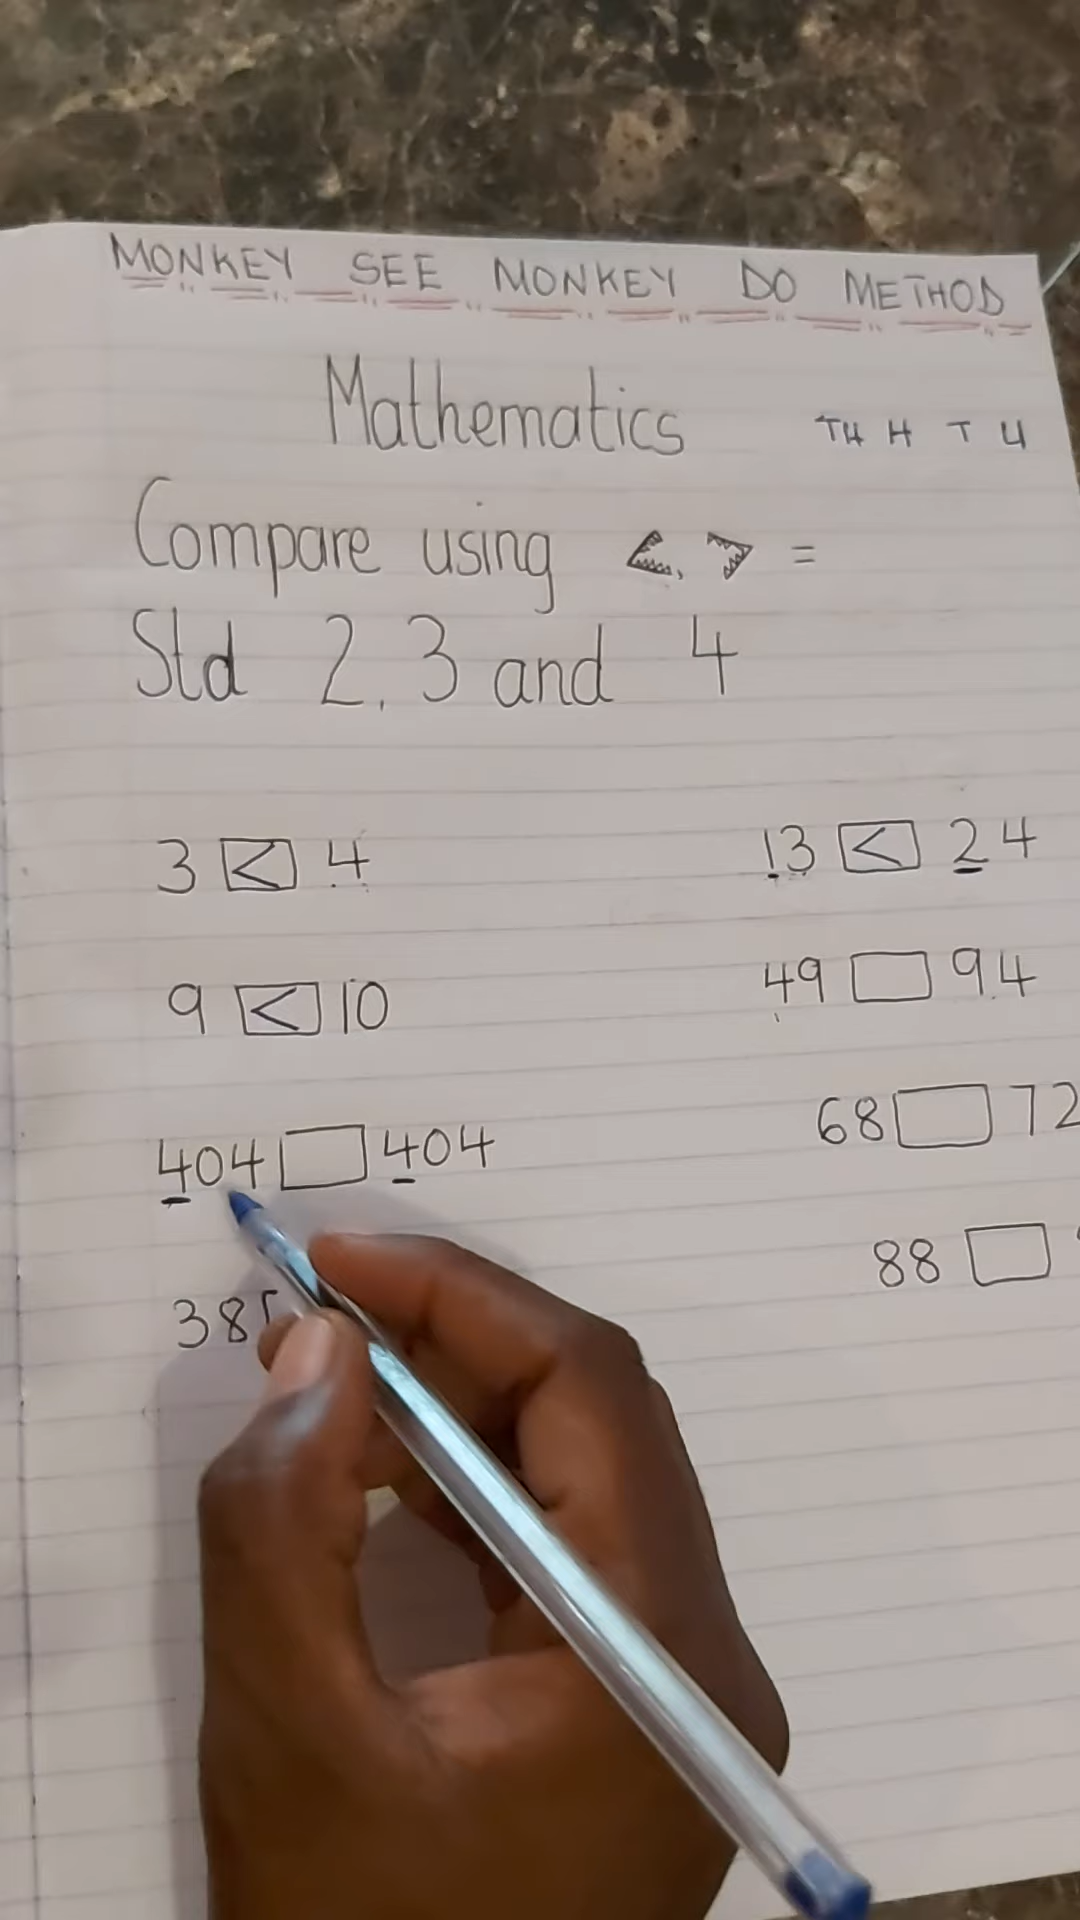 MONKEY SEE MONKEY DO METHOD
Mathematics
TH H T U
Compare using <, > =
Std 2, 3 and 4
3 < 4
13 < 24
9 < 10
49 □ 94
404 □ 404
68 □ 72
38
88 □